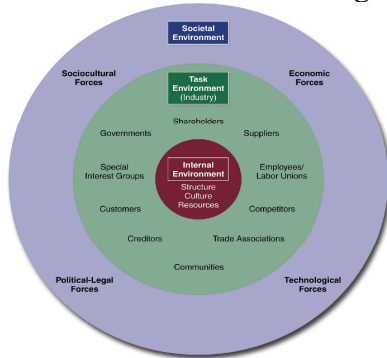 Societal
Environment
Sociocultural
Forces
Economic
Forces
Task
Environment
(Industry)
Shareholders
Governments
Suppliers
Special
Interest Groups
Internal
Environment
Structure
Culture
Resources
Employees/
Labor Unions
Customers
Competitors
Creditors
Trade Associations
Communities
Political-Legal
Forces
Technological
Forces